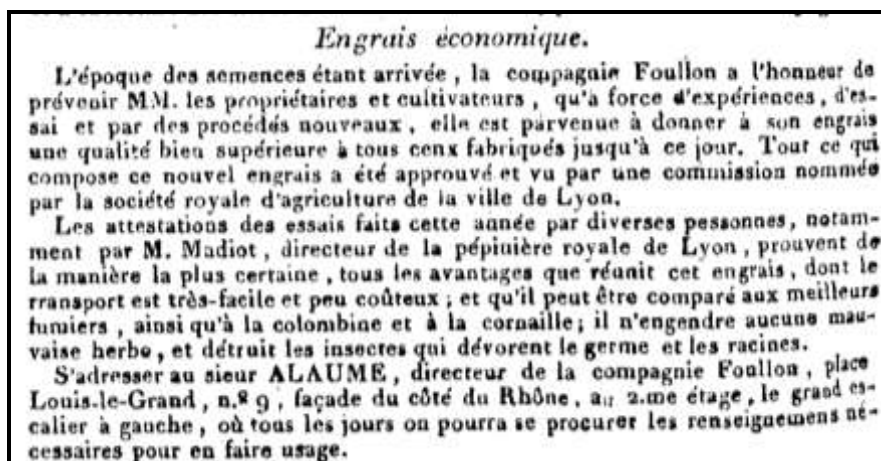 Engrais économique.
L'époque des semences étant arrivée, la compagnie Foullon a l'honneur de
prévenir MM. les propriétaires et cultivateurs, qu'à force d'expériences, d'es-
sai et par des procédés nouveaux, elle est parvenue à donner à son engrais
une qualité bien supérieure à tous cenx fabriqués jusqu'à ce jour. Tout ce qui
compose ce nouvel engrais a été approuvé et vu par une commission nommée
par la société royale d'agriculture de la ville de Lyon.
Les attestations des essais faits cette année par diverses pessonnes, notam-
ment par M. Madiot, directeur de la pépinière royale de Lyon, prouvent de
la manière la plus certaine, tous les avantages que réunit cet engrais, dont le
rransport est très-facile et peu coûteux; et qu'il peut être comparé aux meilleurs
fumiers, ainsi qu'à la colombine et à la cornaille; il n'engendre aucune mau-
vaise herbe, et détruit les insectes qui dévorent le germe et les racines.
S'adresser au sieur ALAUME, directeur de la compagnie Foullon, place
Louis-le-Grand, n.º 9, façade du côté du Rhône, au 2.me étage, le grand es-
calier à gauche, où tous les jours on pourra se procurer les renseignemens né-
cessaires pour en faire usage.